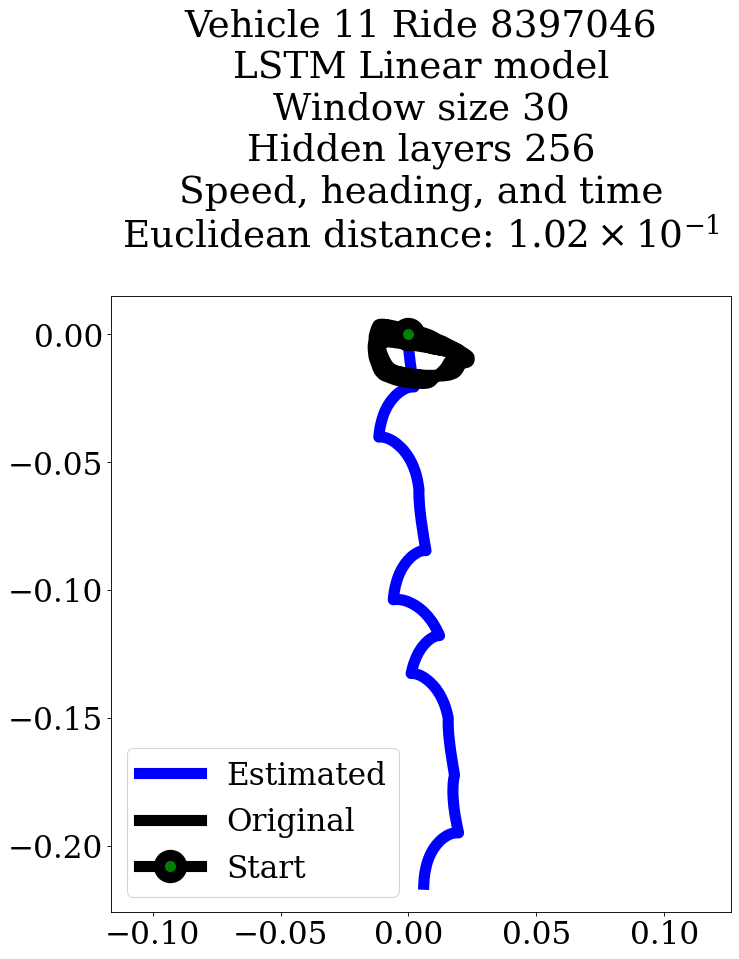 Vehicle 11 Ride 8397046
LSTM Linear model
Window size 30
Hidden layers 256
Speed, heading, and time
Euclidean distance: 1.02 × 10⁻¹
0.00
−0.05
−0.10
−0.15
−0.20
Estimated
Original
Start
−0.10 −0.05 0.00 0.05 0.10